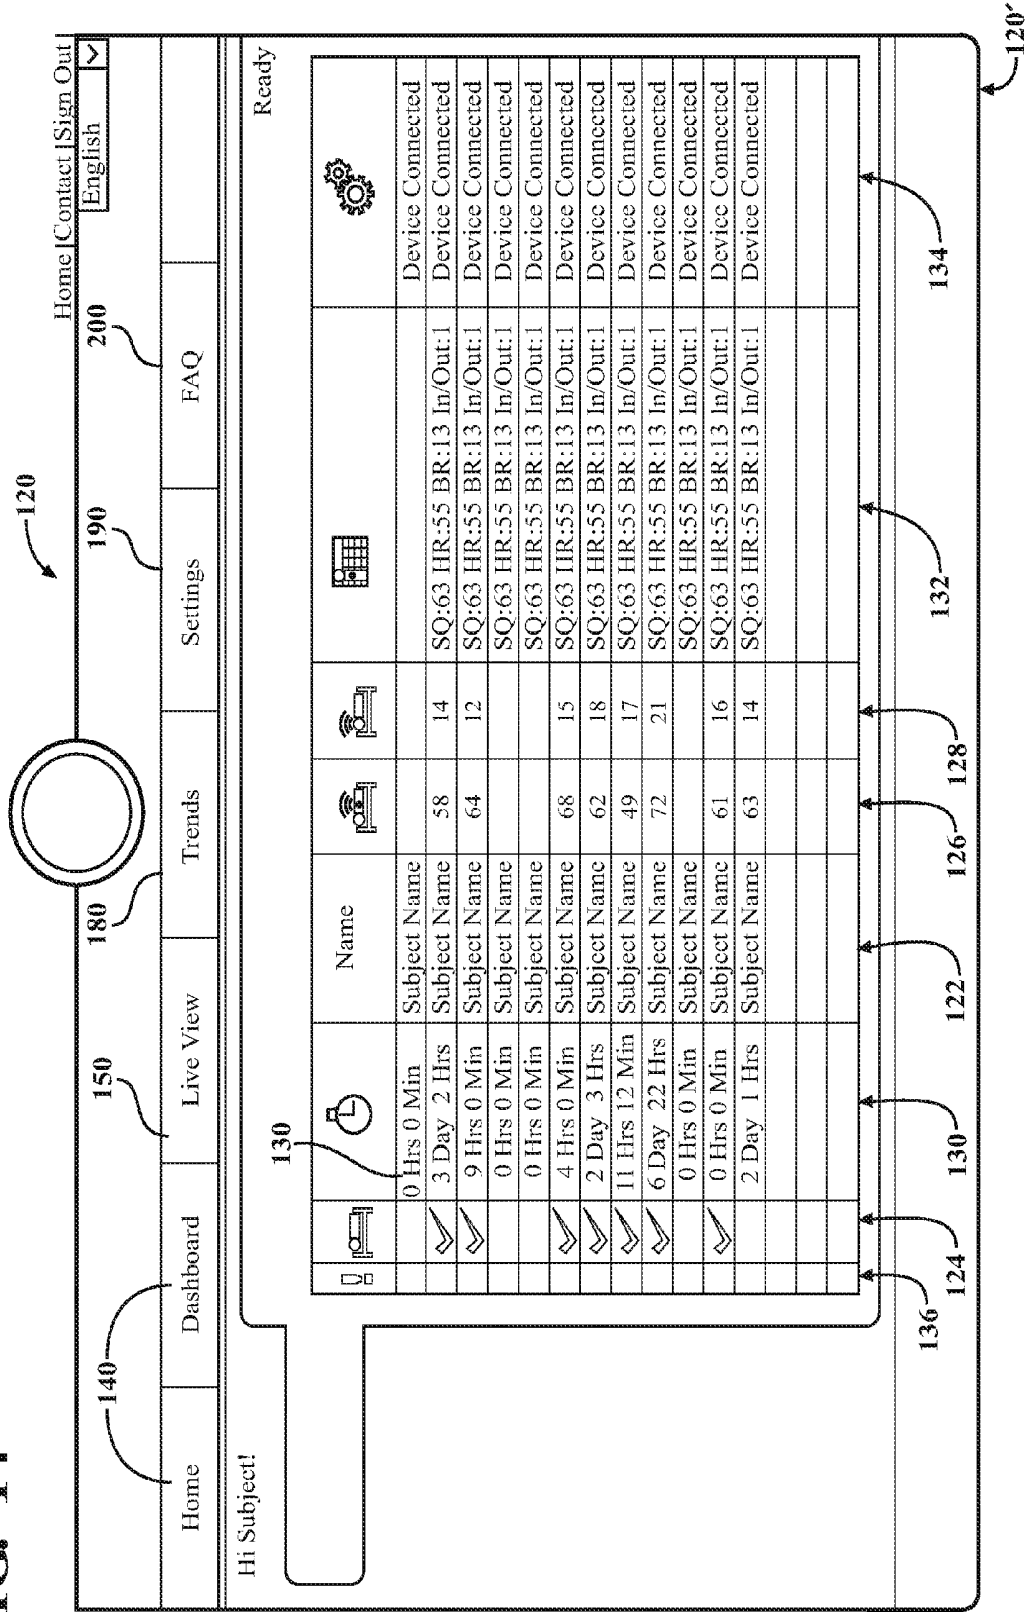 120
Home|Contact|Sign Out
English
140 150 180 190 200
Home Dashboard Live View Trends Settings FAQ
Hi Subject! Ready
130
! Name
0 Hrs 0 Min Subject Name Device Connected
3 Day 2 Hrs Subject Name 58 14 SQ:63 HR:55 BR:13 In/Out:1 Device Connected
9 Hrs 0 Min Subject Name 64 12 SQ:63 HR:55 BR:13 In/Out:1 Device Connected
0 Hrs 0 Min Subject Name SQ:63 HR:55 BR:13 In/Out:1 Device Connected
0 Hrs 0 Min Subject Name SQ:63 HR:55 BR:13 In/Out:1 Device Connected
4 Hrs 0 Min Subject Name 68 15 SQ:63 HR:55 BR:13 In/Out:1 Device Connected
2 Day 3 Hrs Subject Name 62 18 SQ:63 HR:55 BR:13 In/Out:1 Device Connected
11 Hrs 12 Min Subject Name 49 17 SQ:63 HR:55 BR:13 In/Out:1 Device Connected
6 Day 22 Hrs Subject Name 72 21 SQ:63 HR:55 BR:13 In/Out:1 Device Connected
0 Hrs 0 Min Subject Name SQ:63 HR:55 BR:13 In/Out:1 Device Connected
0 Hrs 0 Min Subject Name 61 16 SQ:63 HR:55 BR:13 In/Out:1 Device Connected
2 Day 1 Hrs Subject Name 63 14 SQ:63 HR:55 BR:13 In/Out:1 Device Connected
136 124 130 122 126 128 132 134
120'